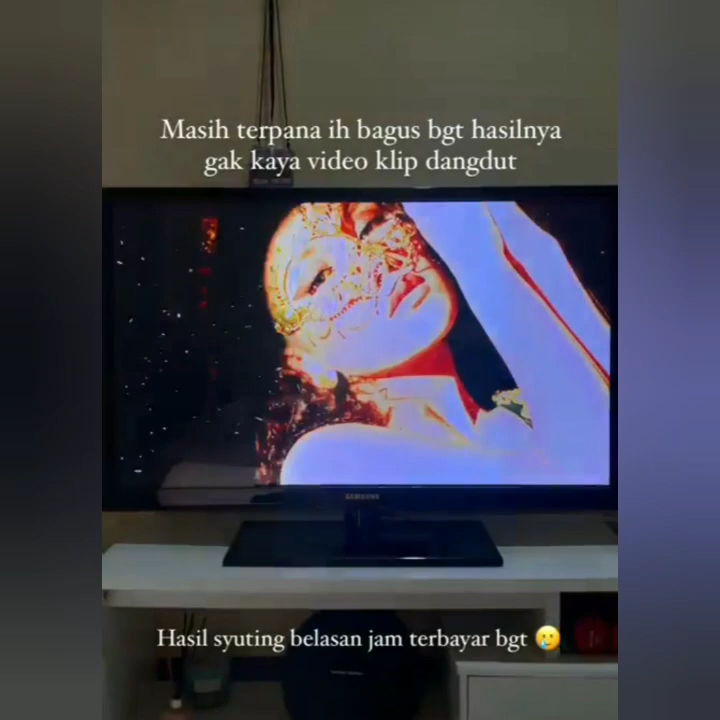 Masih terpana ih bagus bgt hasilnya
gak kaya video klip dangdut
SAMSUNG
Hasil syuting belasan jam terbayar bgt 🥲